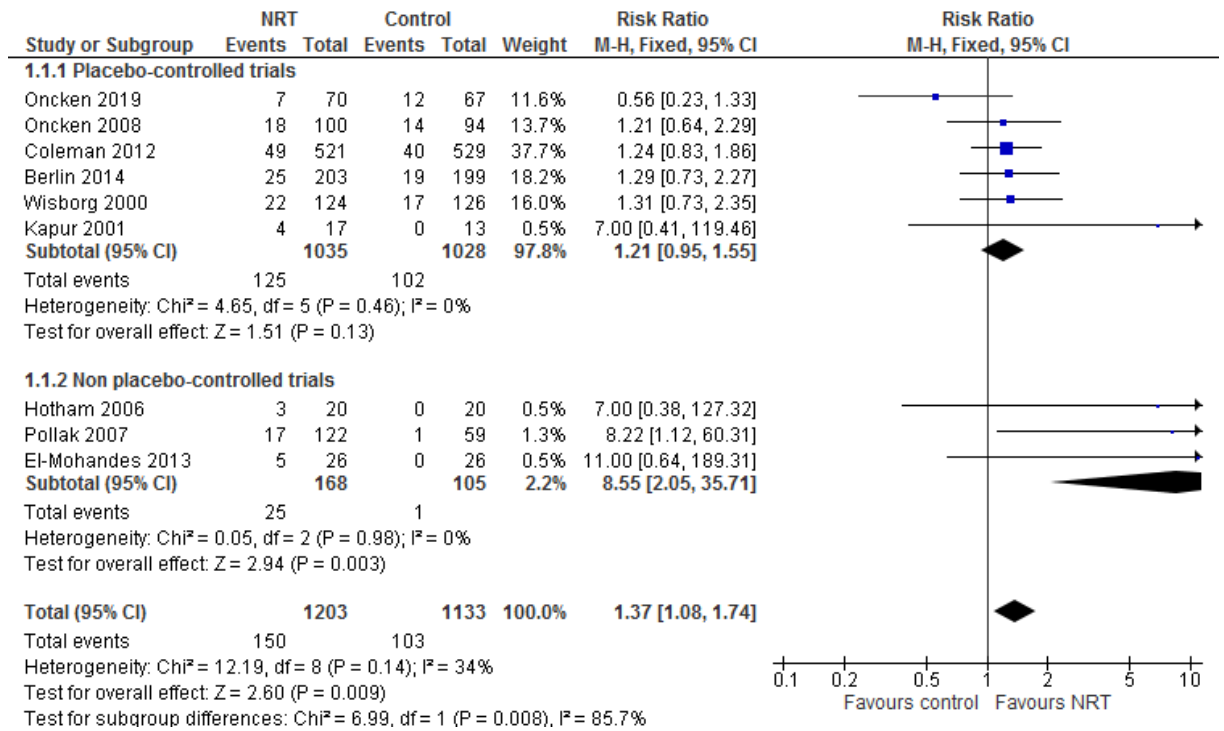 NRT Control Risk Ratio Risk Ratio
Study or Subgroup Events Total Events Total Weight M-H, Fixed, 95% CI M-H, Fixed, 95% CI
1.1.1 Placebo-controlled trials
Oncken 2019 7 70 12 67 11.6% 0.56 [0.23, 1.33]
Oncken 2008 18 100 14 94 13.7% 1.21 [0.64, 2.29]
Coleman 2012 49 521 40 529 37.7% 1.24 [0.83, 1.86]
Berlin 2014 25 203 19 199 18.2% 1.29 [0.73, 2.27]
Wisborg 2000 22 124 17 126 16.0% 1.31 [0.73, 2.35]
Kapur 2001 4 17 0 13 0.5% 7.00 [0.41, 119.46]
Subtotal (95% CI) 1035 1028 97.8% 1.21 [0.95, 1.55]
Total events 125 102
Heterogeneity: Chi² = 4.65, df = 5 (P = 0.46); I² = 0%
Test for overall effect: Z = 1.51 (P = 0.13)
1.1.2 Non placebo-controlled trials
Hotham 2006 3 20 0 20 0.5% 7.00 [0.38, 127.32]
Pollak 2007 17 122 1 59 1.3% 8.22 [1.12, 60.31]
El-Mohandes 2013 5 26 0 26 0.5% 11.00 [0.64, 189.31]
Subtotal (95% CI) 168 105 2.2% 8.55 [2.05, 35.71]
Total events 25 1
Heterogeneity: Chi² = 0.05, df = 2 (P = 0.98); I² = 0%
Test for overall effect: Z = 2.94 (P = 0.003)
Total (95% CI) 1203 1133 100.0% 1.37 [1.08, 1.74]
Total events 150 103
Heterogeneity: Chi² = 12.19, df = 8 (P = 0.14); I² = 34%
Test for overall effect: Z = 2.60 (P = 0.009)
Test for subgroup differences: Chi² = 6.99, df = 1 (P = 0.008), I² = 85.7%
0.1 0.2 0.5 1 2 5 10
Favours control Favours NRT